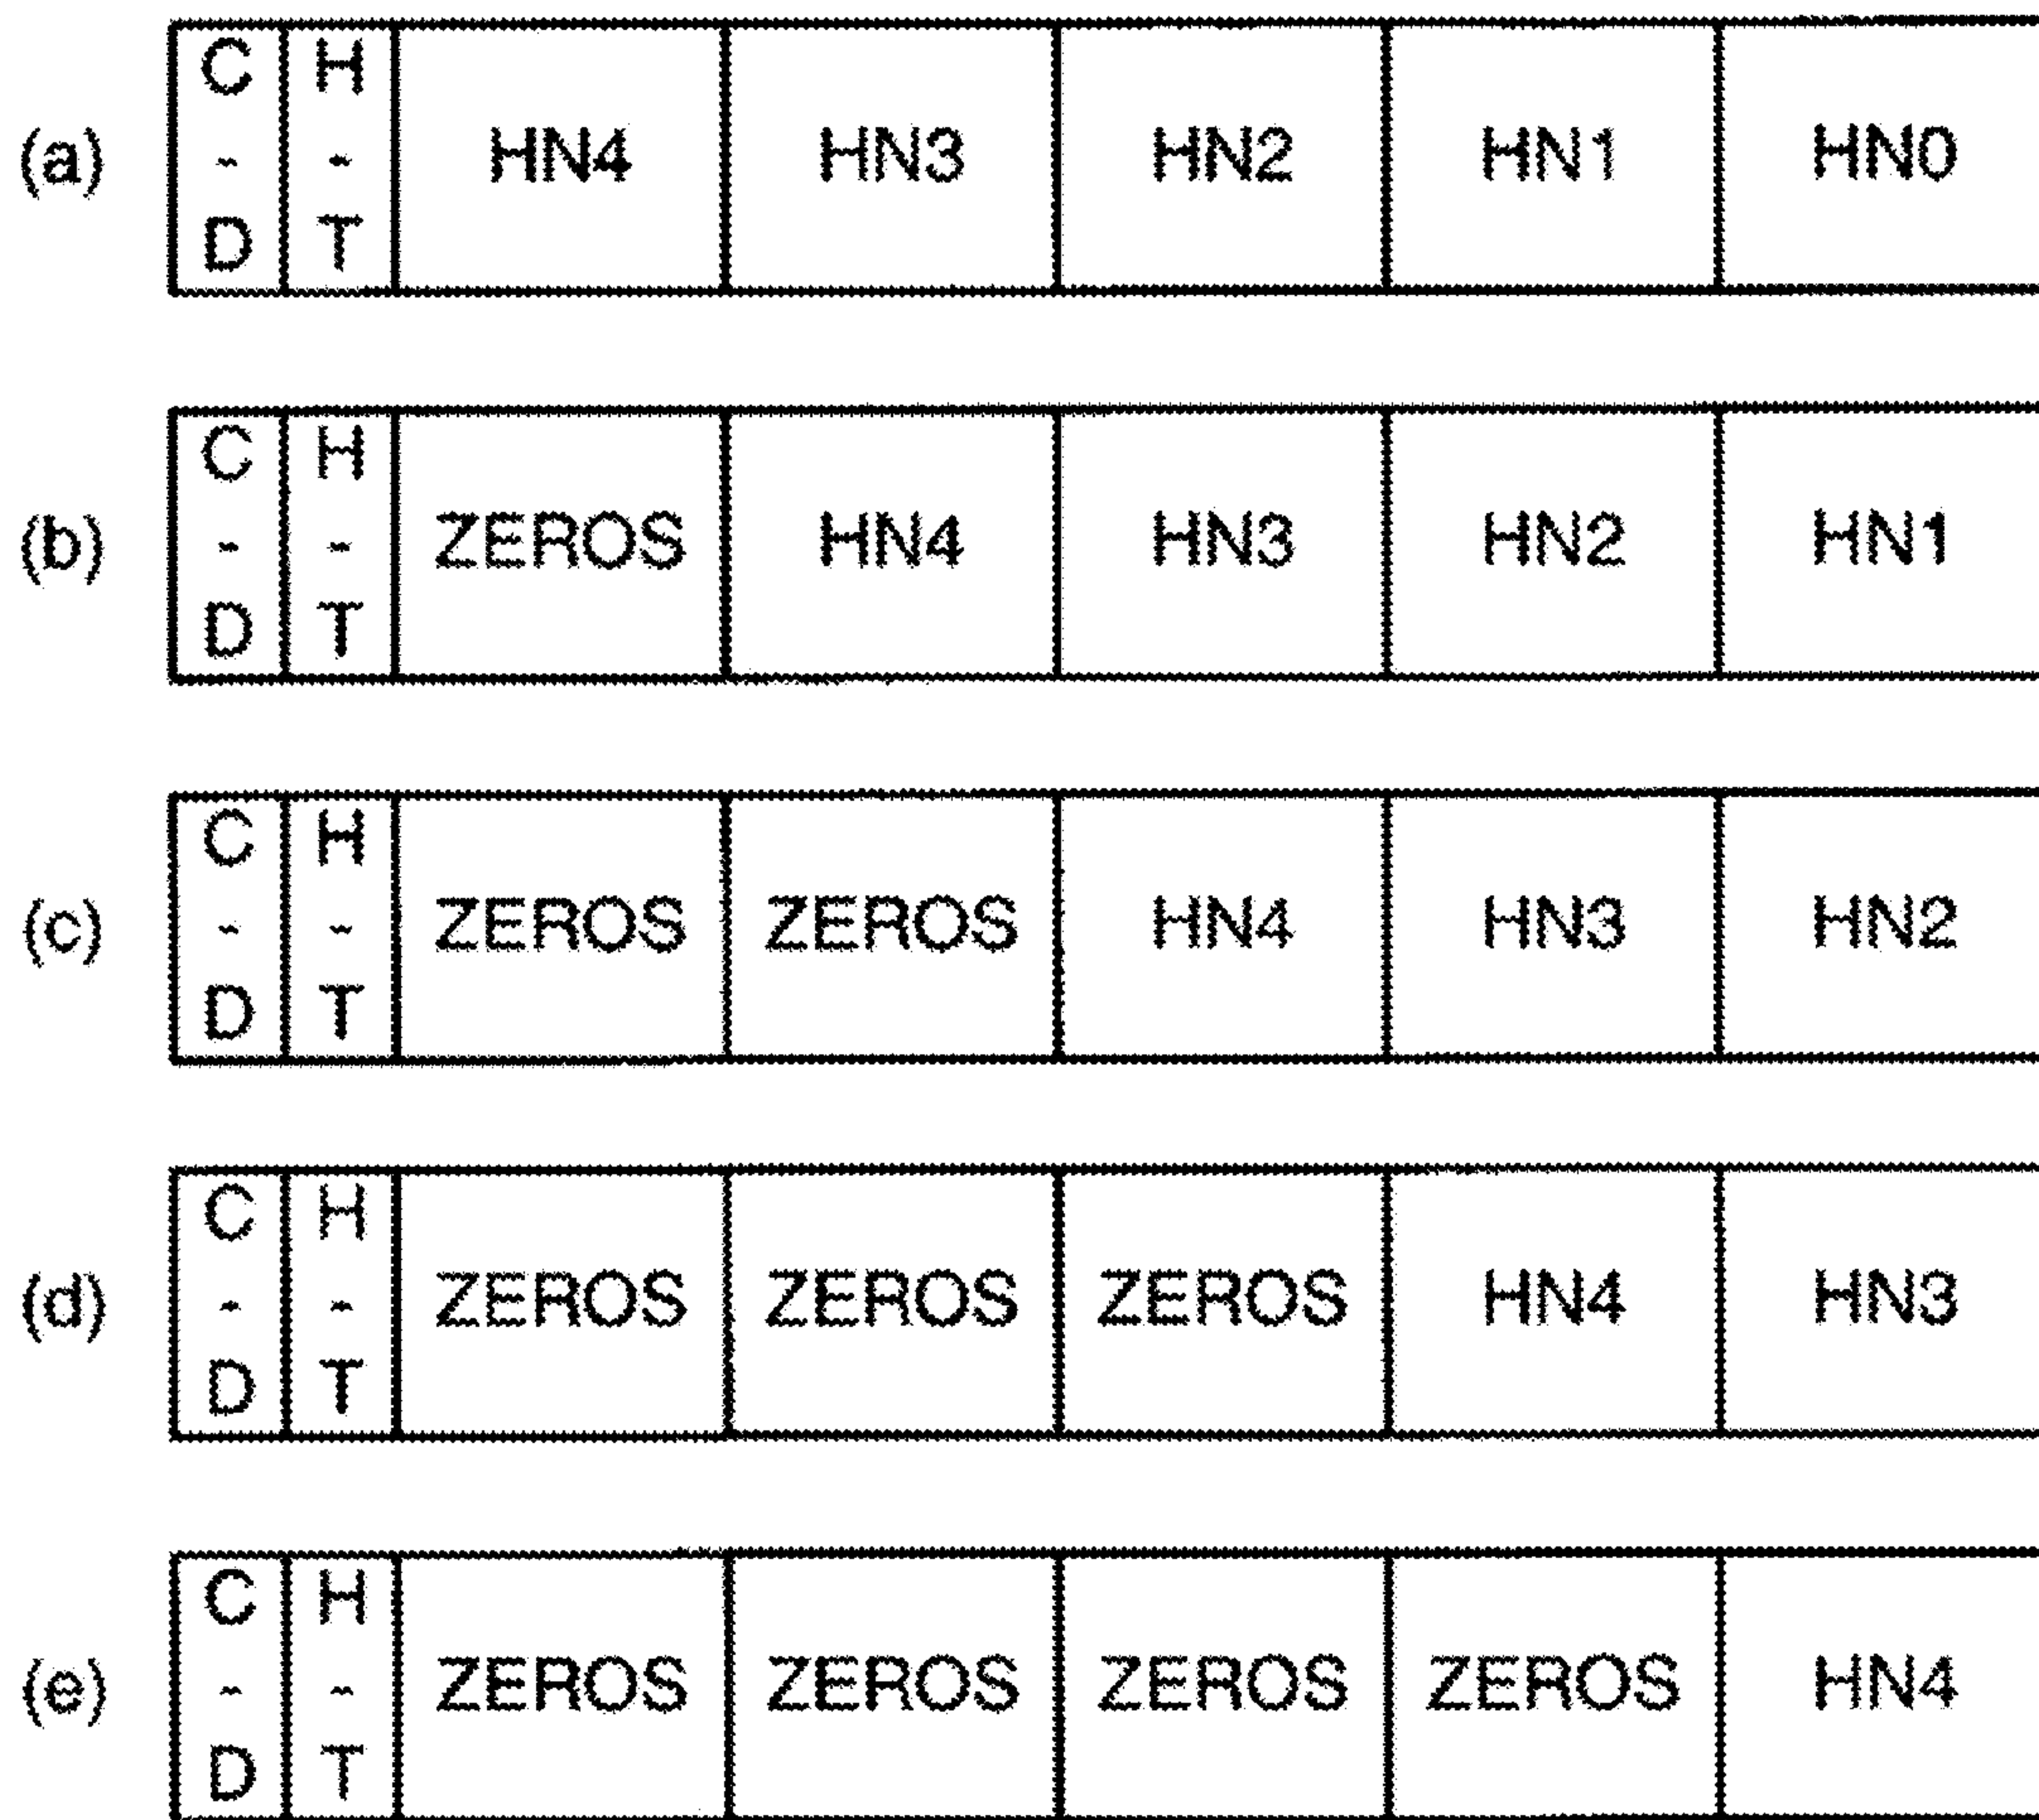 (a) C-D H-T HN4 HN3 HN2 HN1 HN0
(b) C-D H-T ZEROS HN4 HN3 HN2 HN1
(c) C-D H-T ZEROS ZEROS HN4 HN3 HN2
(d) C-D H-T ZEROS ZEROS ZEROS HN4 HN3
(e) C-D H-T ZEROS ZEROS ZEROS ZEROS HN4